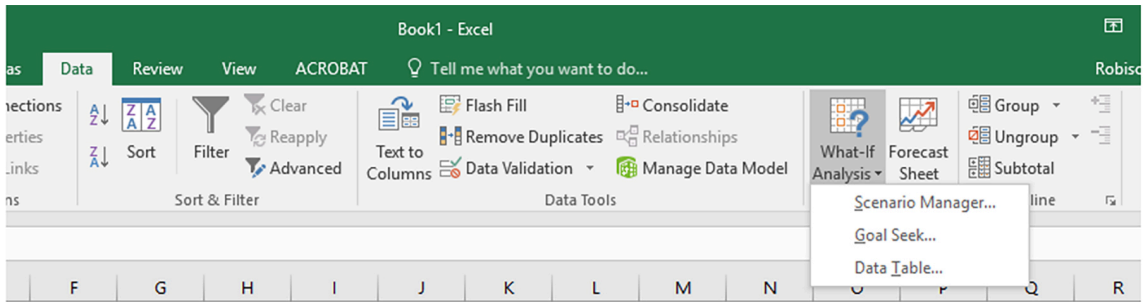 Book1 - Excel
as Data Review View ACROBAT Tell me what you want to do... Robisc
nections
erties
Links
ns
A Z
Z A
Z A A Z
Sort
Filter
Clear
Reapply
Advanced
Sort & Filter
Text to
Columns
Flash Fill
Remove Duplicates
Data Validation
Consolidate
Relationships
Manage Data Model
Data Tools
What-If
Analysis
Forecast
Sheet
Group
Ungroup
Subtotal
line
Scenario Manager...
Goal Seek...
Data Table...
F G H I J K L M N O P Q R